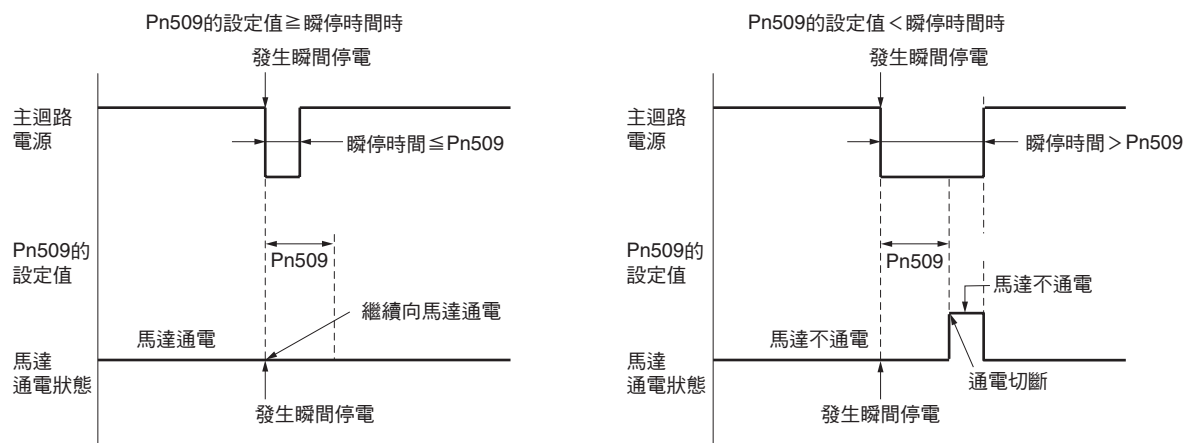 Pn509的設定值≧瞬停時間時
發生瞬間停電
主迴路
電源
瞬停時間≦Pn509
Pn509的
設定值
Pn509
繼續向馬達通電
馬達通電
馬達
通電狀態
發生瞬間停電
Pn509的設定值＜瞬停時間時
發生瞬間停電
主迴路
電源
瞬停時間＞Pn509
Pn509的
設定值
Pn509
馬達不通電
馬達不通電
馬達
通電狀態
通電切斷
發生瞬間停電